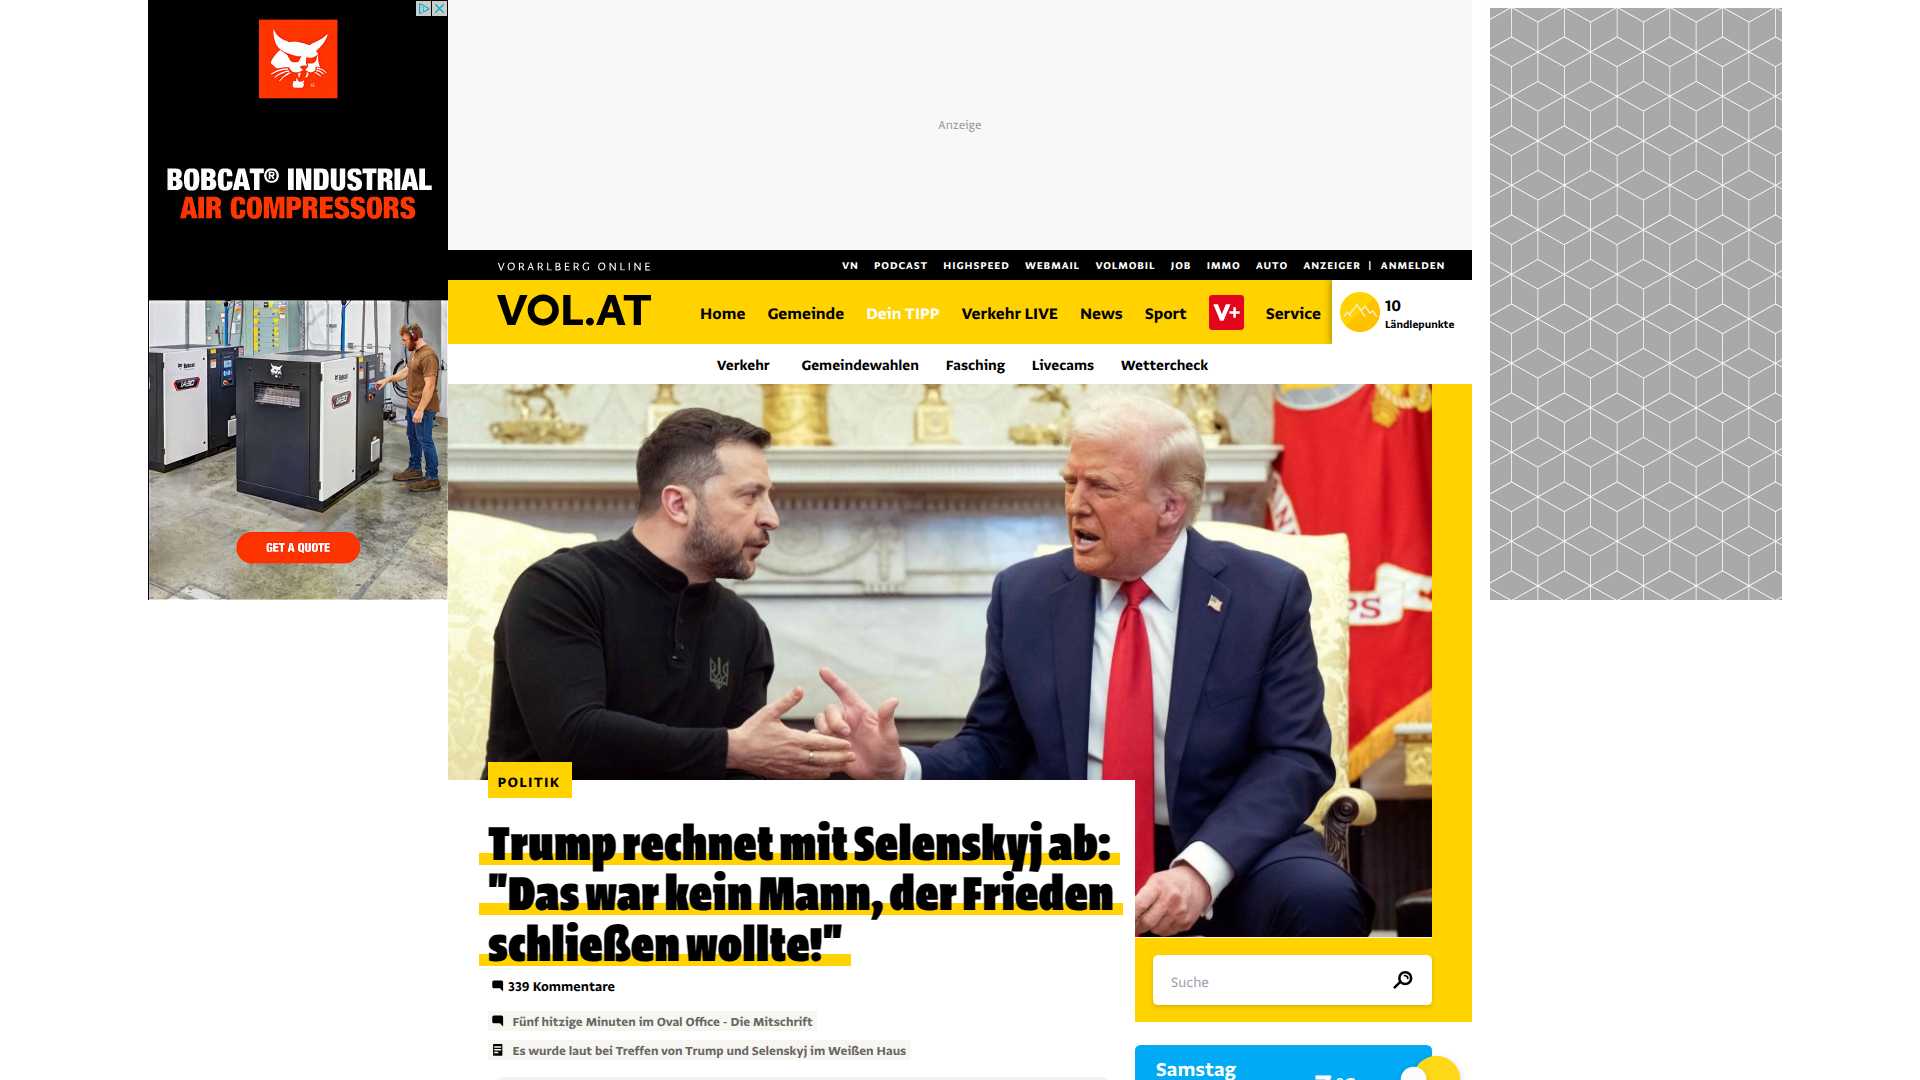 BOBCAT® INDUSTRIAL
AIR COMPRESSORS
GET A QUOTE
Anzeige
VORARLBERG ONLINE
VN PODCAST HIGHSPEED WEBMAIL VOLMOBIL JOB IMMO AUTO ANZEIGER | ANMELDEN
VOL.AT
Home Gemeinde Dein TIPP Verkehr LIVE News Sport V+ Service
10
Ländlepunkte
Verkehr Gemeindewahlen Fasching Livecams Wettercheck
PS
POLITIK
Trump rechnet mit Selenskyj ab:
"Das war kein Mann, der Frieden
schließen wollte!"
339 Kommentare
Fünf hitzige Minuten im Oval Office - Die Mitschrift
Es wurde laut bei Treffen von Trump und Selenskyj im Weißen Haus
Suche
Samstag